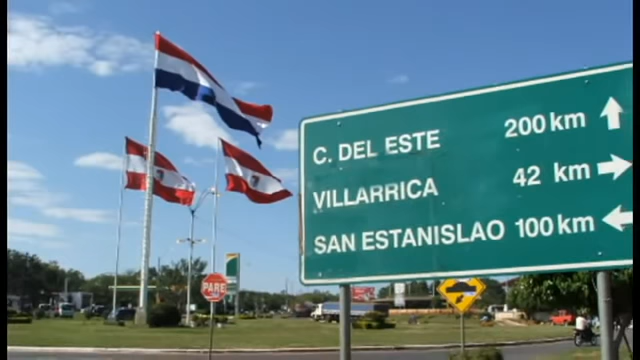 C. DEL ESTE 200 km
VILLARRICA 42 km
SAN ESTANISLAO 100 km
PARE